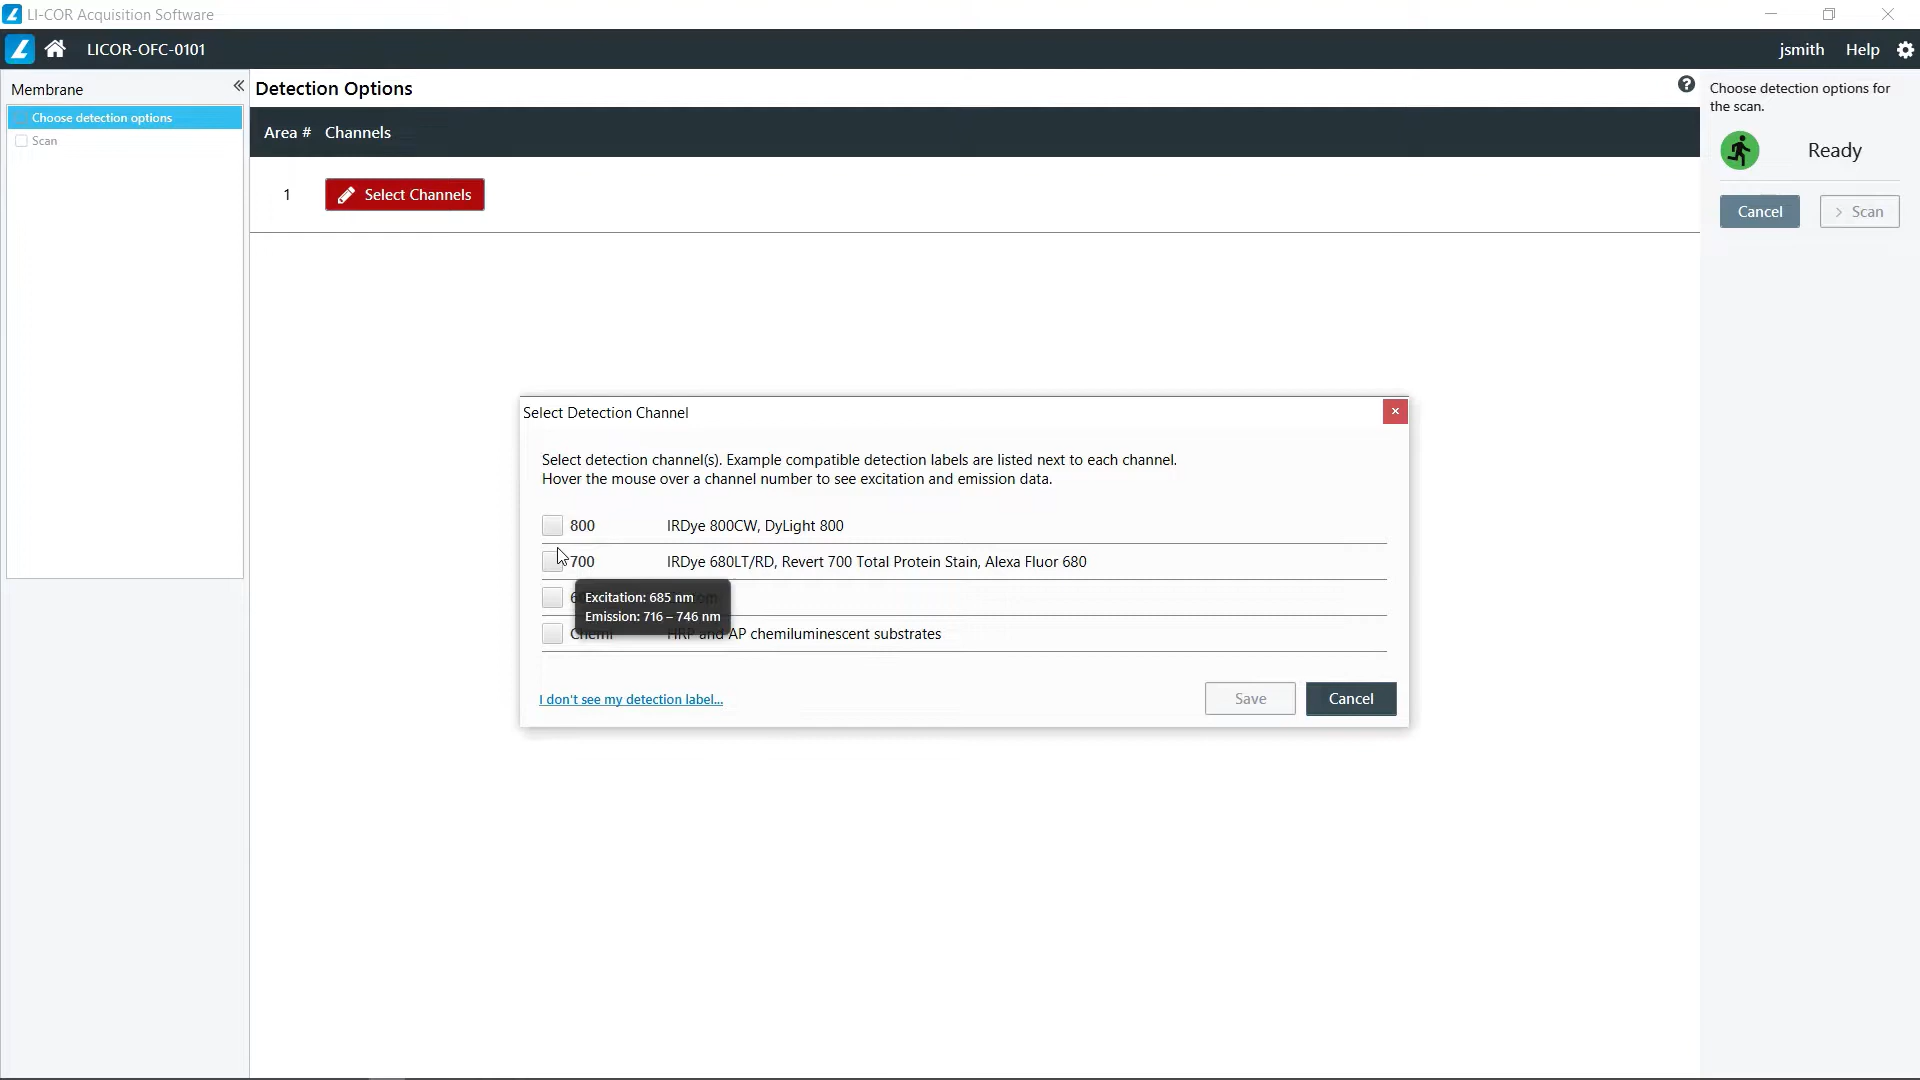 LI-COR Acquisition Software
LICOR-OFC-0101
jsmith Help
Membrane
Choose detection options
Scan
Detection Options
Area # Channels
1 Select Channels
Choose detection options for
the scan.
Ready
Cancel Scan
Select Detection Channel
Select detection channel(s). Example compatible detection labels are listed next to each channel.
Hover the mouse over a channel number to see excitation and emission data.
800 IRDye 800CW, DyLight 800
700 IRDye 680LT/RD, Revert 700 Total Protein Stain, Alexa Fluor 680
Excitation: 685 nm
Emission: 716 – 746 nm
Chemi HRP and AP chemiluminescent substrates
I don't see my detection label...
Save Cancel